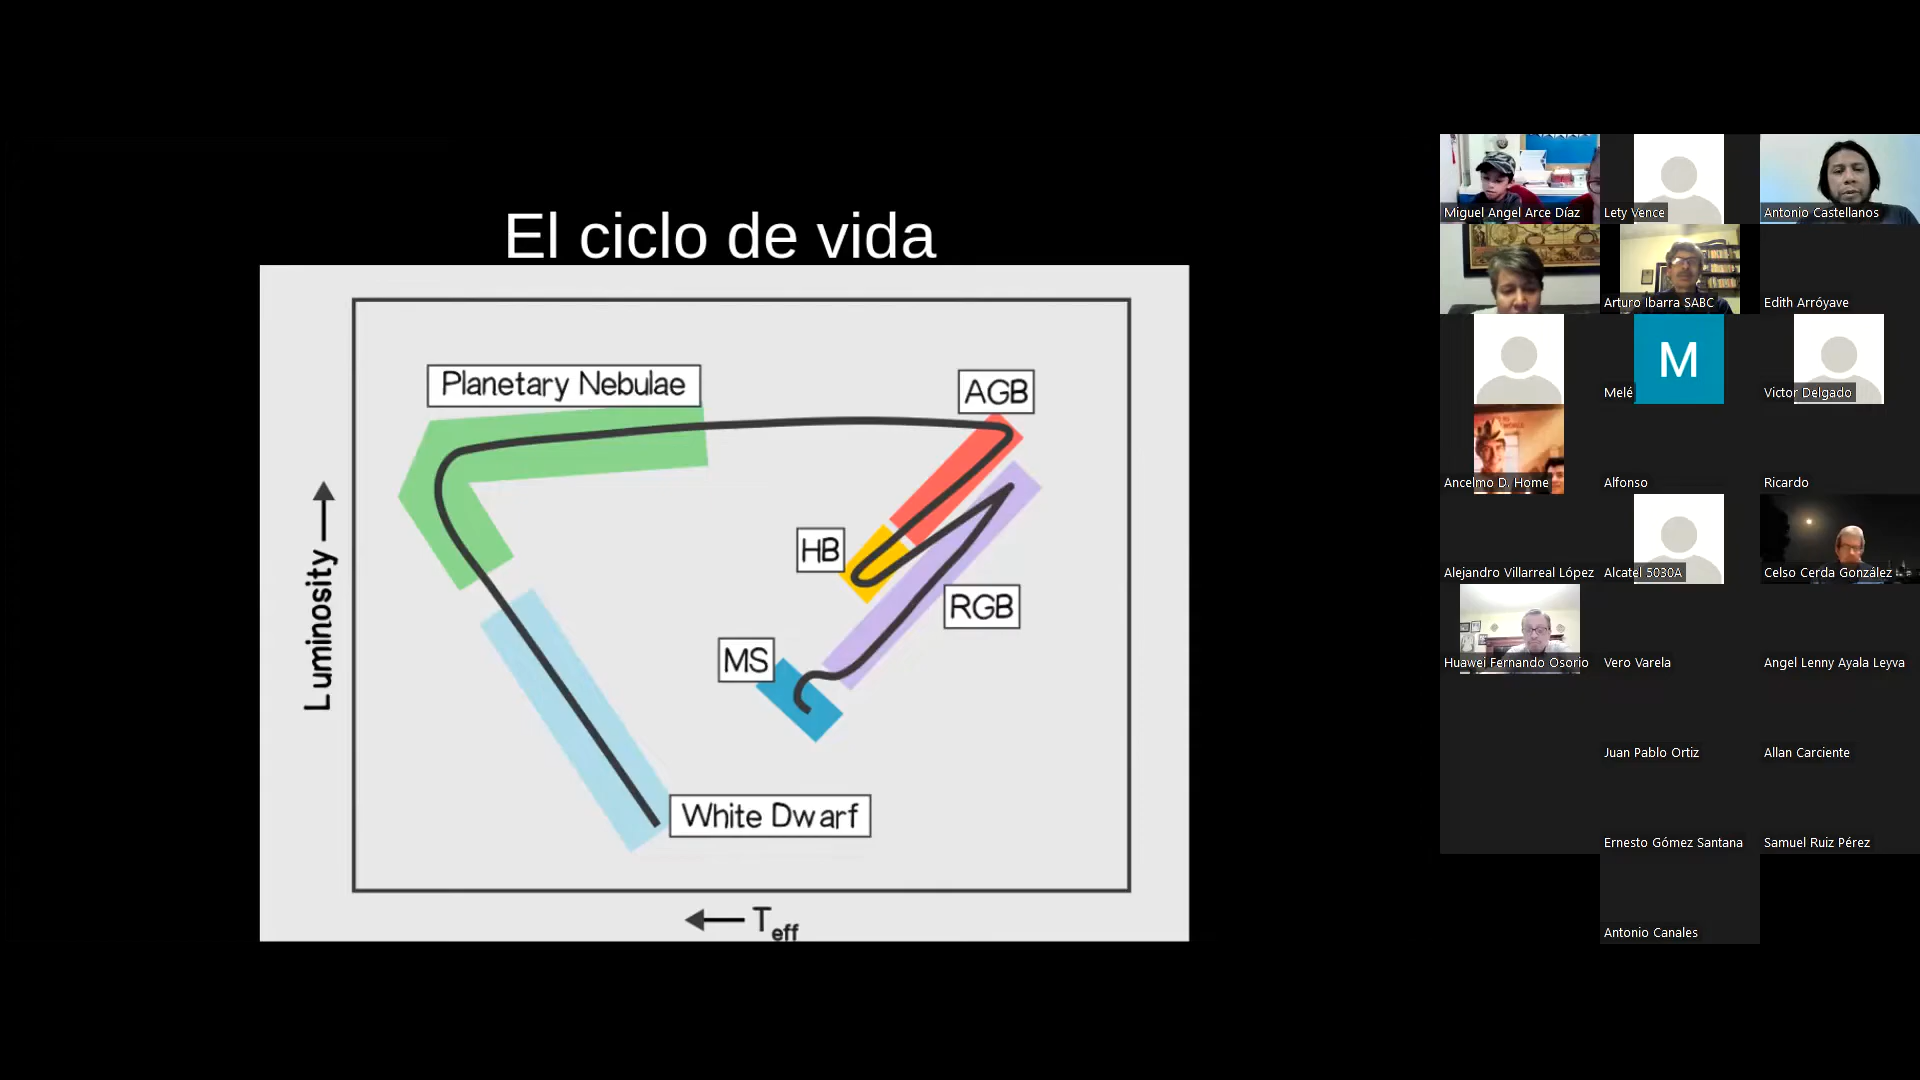 El ciclo de vida
Planetary Nebulae
AGB
HB
RGB
MS
White Dwarf
Luminosity
Teff
Miguel Angel Arce Díaz
Lety Vence
Antonio Castellanos
Arturo Ibarra SABC
Edith Arróyave
Melé
M
Victor Delgado
Ancelmo D. Home
Alfonso
Ricardo
Alejandro Villarreal López
Alcatel 5030A
Celso Cerda González
Huawei Fernando Osorio
Vero Varela
Angel Lenny Ayala Leyva
Juan Pablo Ortiz
Allan Carciente
Ernesto Gómez Santana
Samuel Ruiz Pérez
Antonio Canales